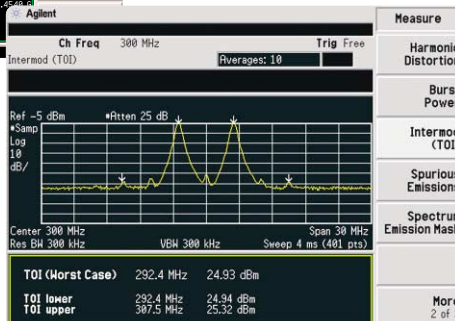 .4540 G
Agilent
Measure
Ch Freq 300 MHz Trig Free
Intermod (TOI) Averages: 10
Harmonic
Distortion
Burs
Powe
Ref -5 dBm #Atten 25 dB
#Samp
Log
10
dB/
Intermod
(TOI
Spurious
Emissions
Spectrum
Emission Mask
Center 300 MHz Span 30 MHz
Res BW 300 kHz VBW 300 kHz Sweep 4 ms (401 pts)
TOI (Worst Case) 292.4 MHz 24.93 dBm
TOI lower 292.4 MHz 24.94 dBm
TOI upper 307.5 MHz 25.32 dBm
More
2 of